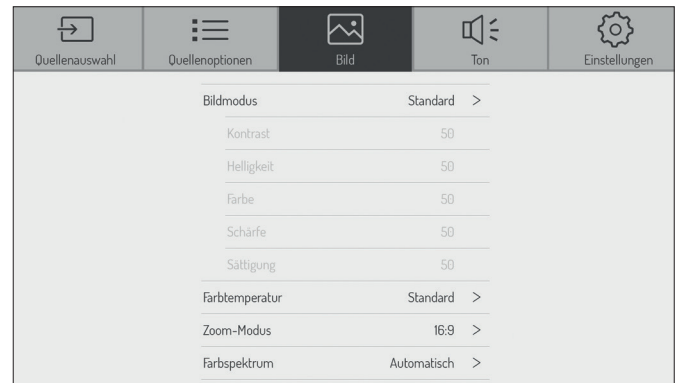 Quellenauswahl
Quellenoptionen
Bild
Ton
Einstellungen
Bildmodus Standard >
Kontrast 50
Helligkeit 50
Farbe 50
Schärfe 50
Sättigung 50
Farbtemperatur Standard >
Zoom-Modus 16:9 >
Farbspektrum Automatisch >